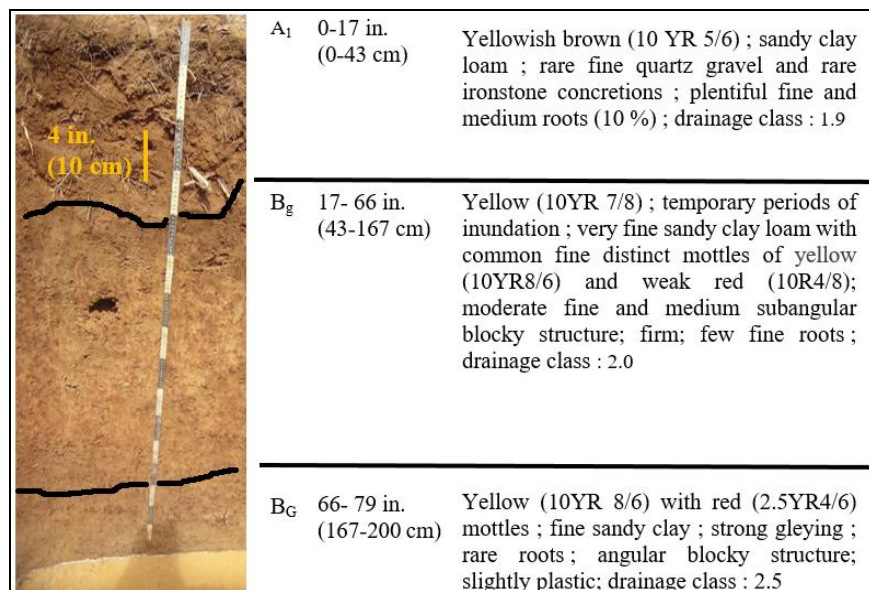 4 in.
(10 cm)
A1 0-17 in.
(0-43 cm)
Yellowish brown (10 YR 5/6) ; sandy clay
loam ; rare fine quartz gravel and rare
ironstone concretions ; plentiful fine and
medium roots (10 %) ; drainage class : 1.9
Bg 17- 66 in.
(43-167 cm)
Yellow (10YR 7/8) ; temporary periods of
inundation ; very fine sandy clay loam with
common fine distinct mottles of yellow
(10YR8/6) and weak red (10R4/8);
moderate fine and medium subangular
blocky structure; firm; few fine roots ;
drainage class : 2.0
BG 66- 79 in.
(167-200 cm)
Yellow (10YR 8/6) with red (2.5YR4/6)
mottles ; fine sandy clay ; strong gleying ;
rare roots ; angular blocky structure;
slightly plastic; drainage class : 2.5